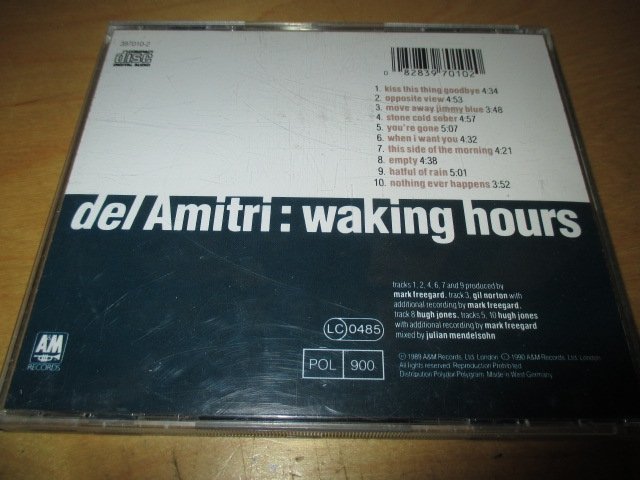 397010-2
COMPACT
disc
DIGITAL AUDIO
0 82839 70102
1. kiss this thing goodbye 4:34
2. opposite view 4:53
3. move away jimmy blue 3:48
4. stone cold sober 4:57
5. you're gone 5:07
6. when i want you 4:32
7. this side of the morning 4:21
8. empty 4:38
9. hatful of rain 5:01
10. nothing ever happens 3:52
del Amitri : waking hours
tracks 1, 2, 4, 6, 7 and 9 produced by
mark freegard. track 3, gil norton with
additional recording by mark freegard.
track 8 hugh jones. tracks 5, 10 hugh jones
with additional recording by mark freegard
mixed by julian mendelsohn
LC 0485
POL 900
A&M
RECORDS
℗ 1989 A&M Records, Ltd. London © 1990 A&M Records, Ltd. London
All rights reserved. Reproduction Prohibited.
Distribution Polydor-Polygram. Made in West Germany.